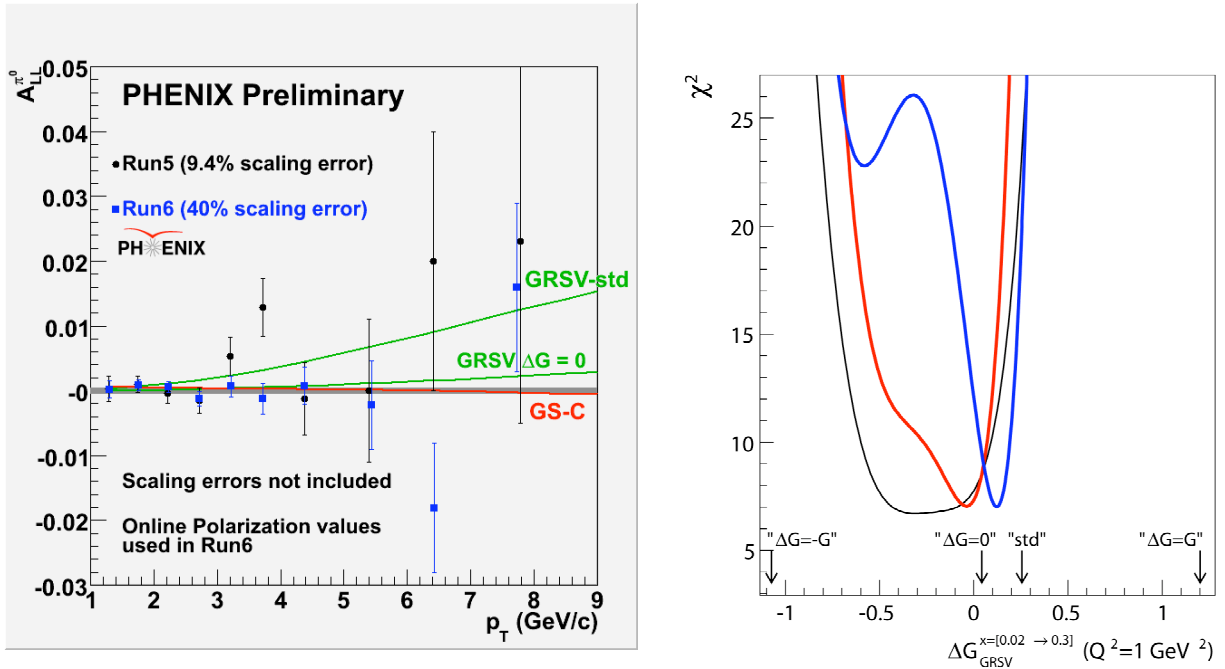 A_LL^π⁰
0.05
PHENIX Preliminary
0.04
Run5 (9.4% scaling error)
0.03
Run6 (40% scaling error)
PHENIX
0.02
GRSV-std
0.01
GRSV ΔG = 0
-0
GS-C
-0.01
Scaling errors not included
-0.02
Online Polarization values
used in Run6
-0.03
1 2 3 4 5 6 7 8 9
p_T (GeV/c)
χ²
25
20
15
10
5
"ΔG=-G" "ΔG=0" "std" "ΔG=G"
-1 -0.5 0 0.5 1
ΔG_GRSV^x=[0.02 →0.3] (Q²=1 GeV²)